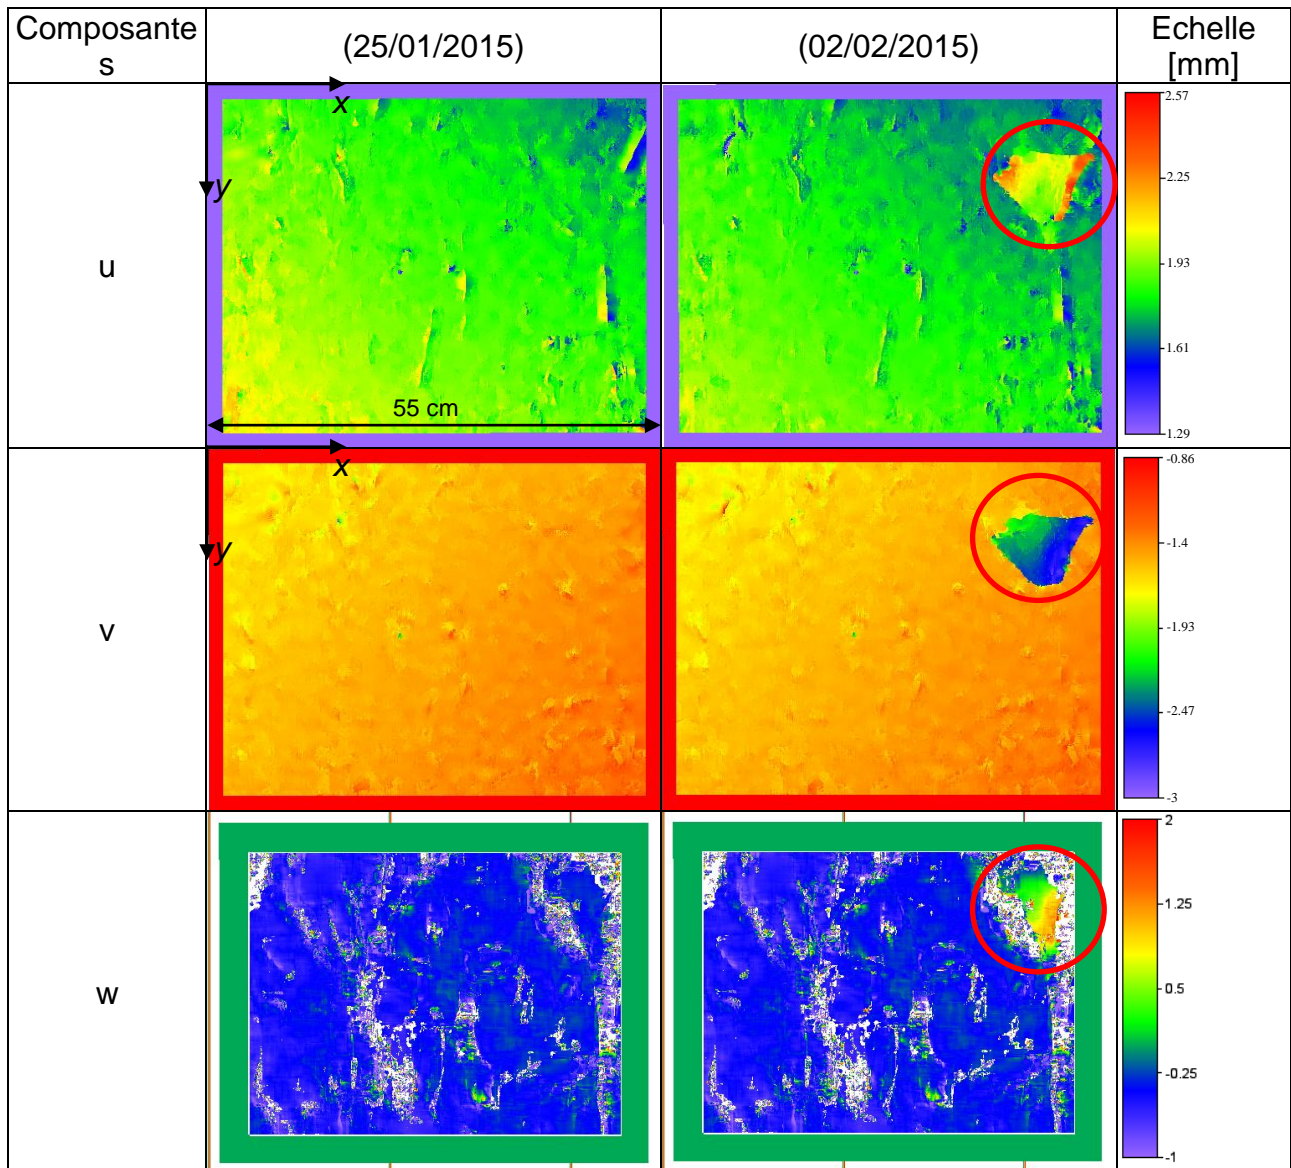 Composante
s
(25/01/2015)
(02/02/2015)
Echelle
[mm]
u
x
y
55 cm
2.57
2.25
1.93
1.61
1.29
v
x
y
-0.86
-1.4
-1.93
-2.47
-3
w
2
1.25
0.5
-0.25
-1